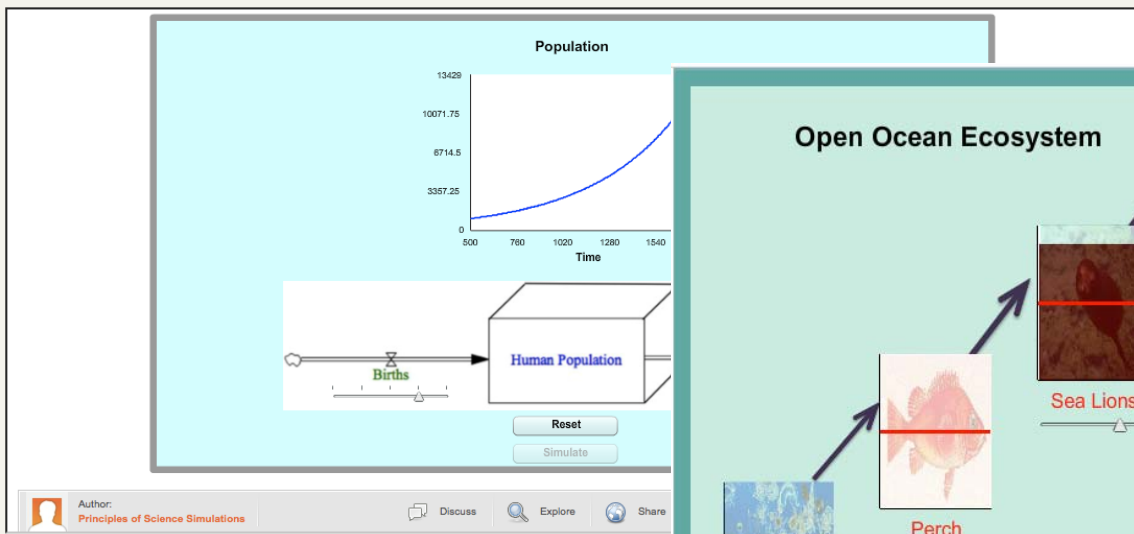 Population
13429
10071.75
6714.5
3357.25
0
500 760 1020 1280 1540
Time
Births
Human Population
Reset
Simulate
Author:
Principles of Science Simulations
Discuss
Explore
Share
Open Ocean Ecosystem
Sea Lions
Perch